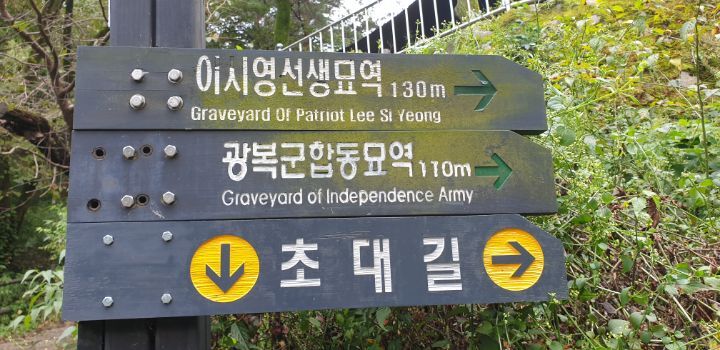 이시영선생묘역 130m
Graveyard Of Patriot Lee Si Yeong
광복군합동묘역 110m
Graveyard of Independence Army
초대길